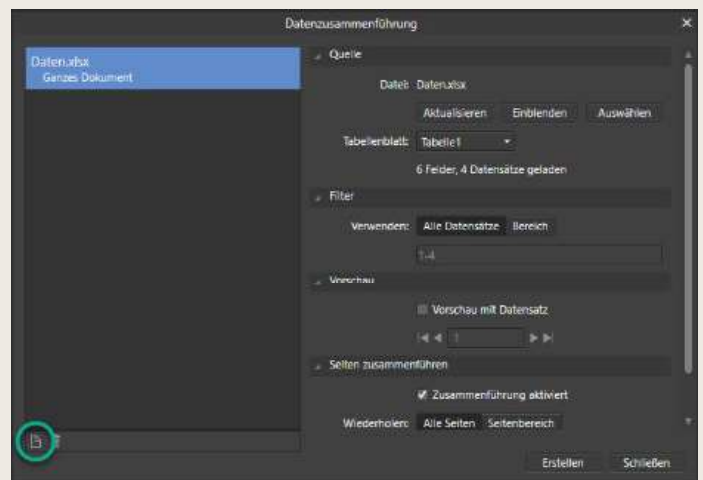 Datenzusammenführung
Daten.xlsx
Ganzes Dokument
Quelle
Datei: Daten.xlsx
Aktualisieren Einblenden Auswählen
Tabellenblatt: Tabelle1
6 Felder, 4 Datensätze geladen
Filter
Verwenden: Alle Datensätze Bereich
1-4
Vorschau
Vorschau mit Datensatz
1
Seiten zusammenführen
Zusammenführung aktiviert
Wiederholen: Alle Seiten Seitenbereich
Erstellen Schließen